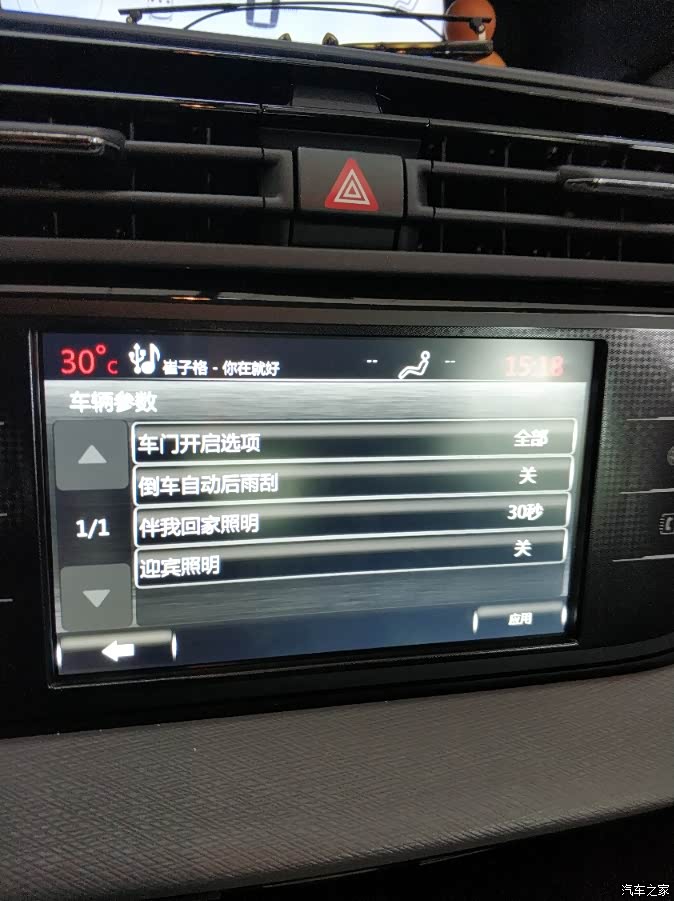 30°c 崔子格 - 你在就好 -- -- 15:18
车辆参数
车门开启选项 全部
倒车自动后雨刮 关
1/1 伴我回家照明 30秒
迎宾照明 关
应用
汽车之家